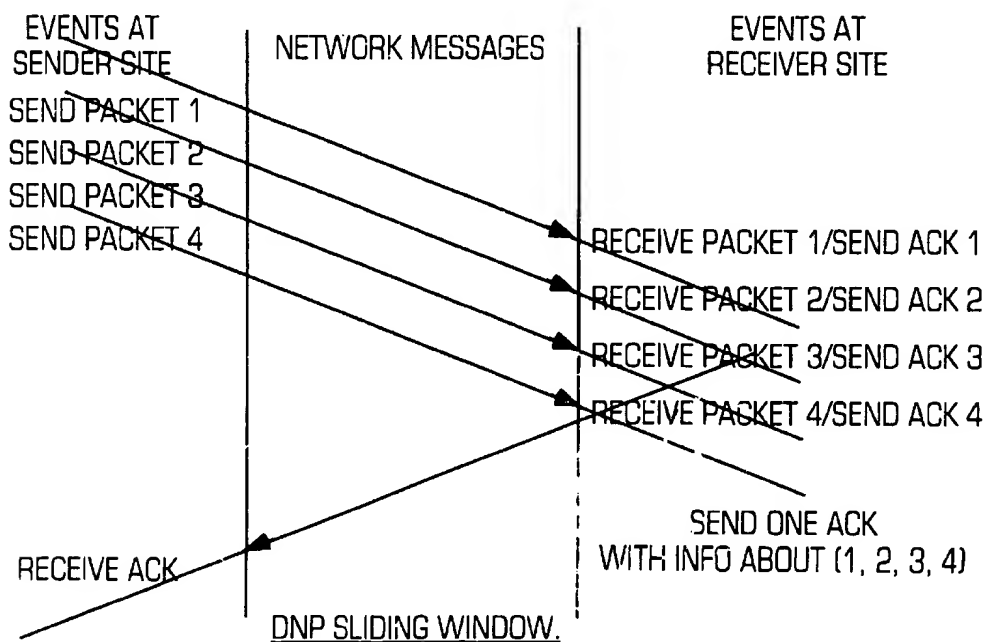 EVENTS AT
SENDER SITE
NETWORK MESSAGES
EVENTS AT
RECEIVER SITE
SEND PACKET 1
SEND PACKET 2
SEND PACKET 3
SEND PACKET 4
RECEIVE PACKET 1/SEND ACK 1
RECEIVE PACKET 2/SEND ACK 2
RECEIVE PACKET 3/SEND ACK 3
RECEIVE PACKET 4/SEND ACK 4
SEND ONE ACK
WITH INFO ABOUT (1, 2, 3, 4)
RECEIVE ACK
DNP SLIDING WINDOW.